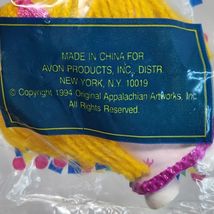 MADE IN CHINA FOR
AVON PRODUCTS, INC. DISTR.
NEW YORK, N.Y. 10019
© Copyright 1994 Original Appalachian Artworks, Inc.
All Rights Reserved.